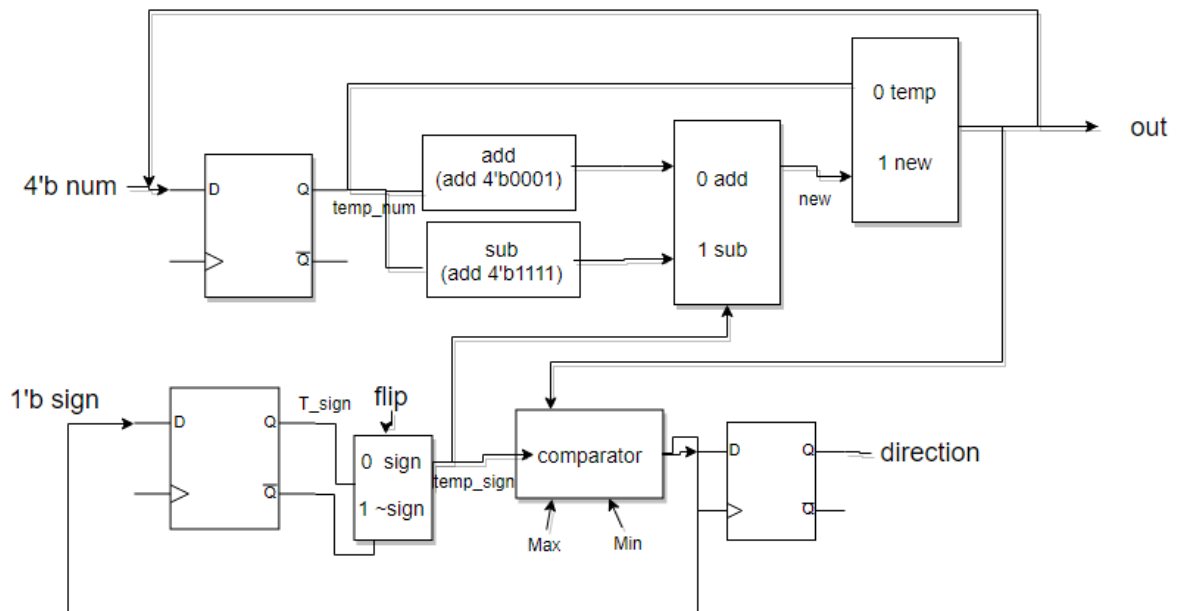 0 temp
1 new
out
add
(add 4'b0001)
0 add
1 sub
new
4'b num
D
Q
Q
temp_num
sub
(add 4'b1111)
1'b sign
D
Q
Q
T_sign
flip
0 sign
1 ~sign
temp_sign
comparator
Max
Min
D
Q
Q
direction